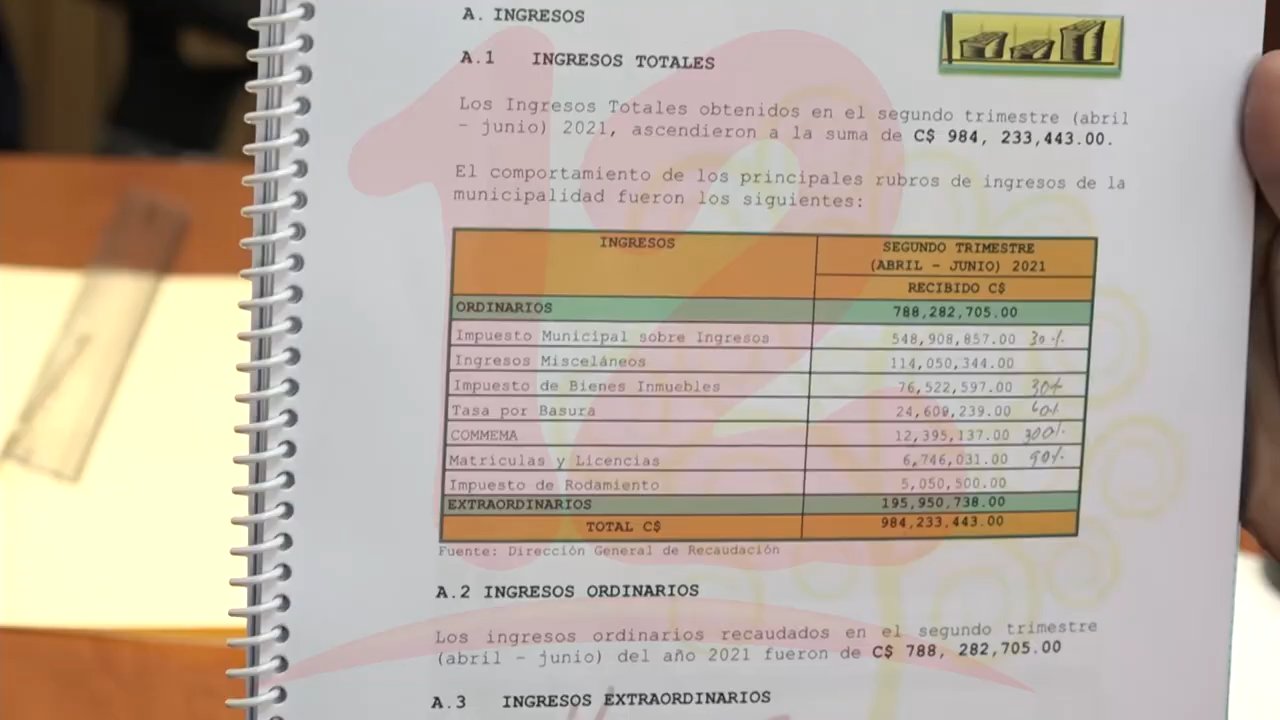 A. INGRESOS
A.1 INGRESOS TOTALES
Los Ingresos Totales obtenidos en el segundo trimestre (abril
– junio) 2021, ascendieron a la suma de C$ 984, 233,443.00.
El comportamiento de los principales rubros de ingresos de la
municipalidad fueron los siguientes:
INGRESOS SEGUNDO TRIMESTRE
(ABRIL – JUNIO) 2021
RECIBIDO C$
ORDINARIOS 788,282,705.00
Impuesto Municipal sobre Ingresos 548,908,857.00 30%
Ingresos Misceláneos 114,050,344.00
Impuesto de Bienes Inmuebles 76,522,597.00 30%
Tasa por Basura 24,609,239.00 60%
COMMEMA 12,395,137.00 300%
Matriculas y Licencias 6,746,031.00 90%
Impuesto de Rodamiento 5,050,500.00
EXTRAORDINARIOS 195,950,738.00
TOTAL C$ 984,233,443.00
Fuente: Dirección General de Recaudación
A.2 INGRESOS ORDINARIOS
Los ingresos ordinarios recaudados en el segundo trimestre
(abril – junio) del año 2021 fueron de C$ 788, 282,705.00
A.3 INGRESOS EXTRAORDINARIOS
12